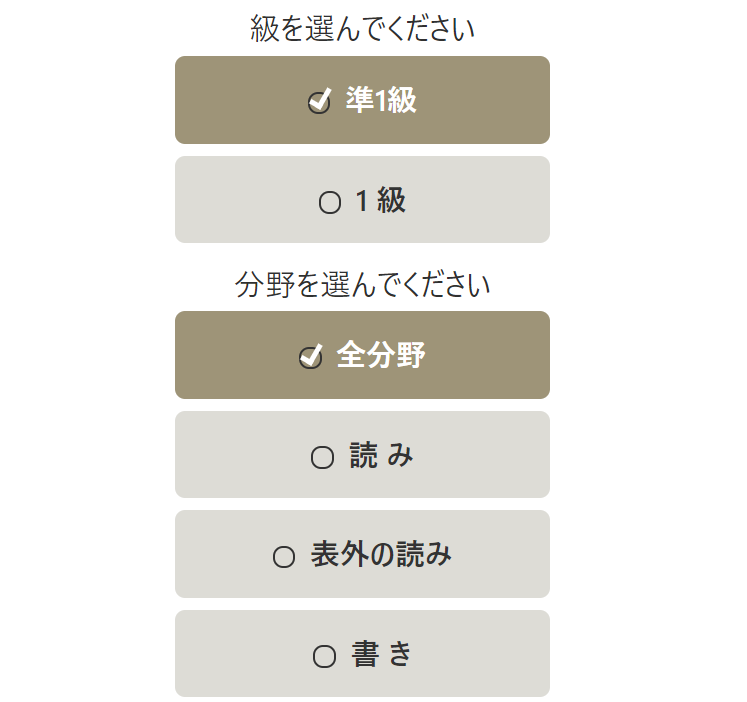 級を選んでください
準1級
1 級
分野を選んでください
全分野
読 み
表外の読み
書 き